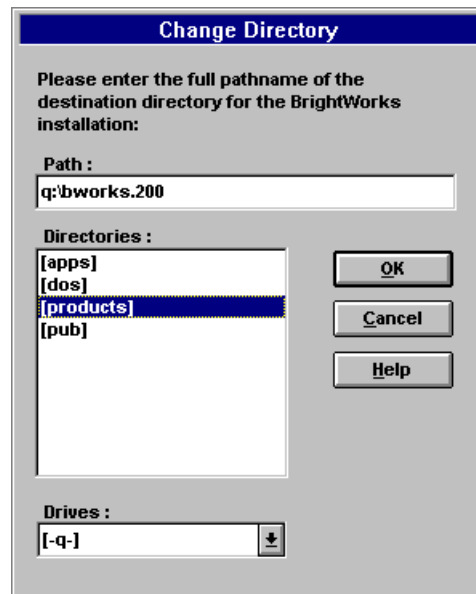 Change Directory
Please enter the full pathname of the
destination directory for the BrightWorks
installation:
Path :
q:\bworks.200
Directories :
[apps]
[dos]
[products]
[pub]
OK
Cancel
Help
Drives :
[-q-]